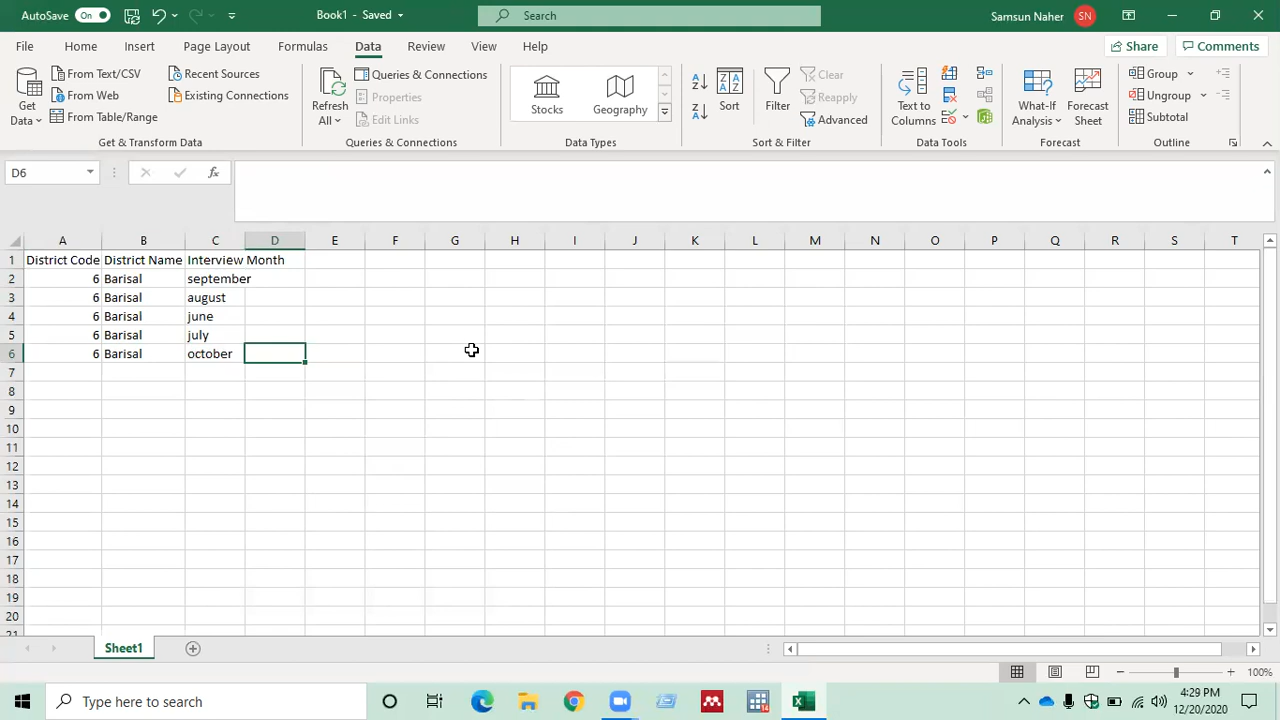 AutoSave On Book1 - Saved Search Samsun Naher SN
File Home Insert Page Layout Formulas Data Review View Help Share Comments
Get Data From Text/CSV From Web From Table/Range Recent Sources Existing Connections
Get & Transform Data
Refresh All Queries & Connections Properties Edit Links
Queries & Connections
Stocks Geography
Data Types
Sort Filter Clear Reapply Advanced
Sort & Filter
Text to Columns
Data Tools
What-If Analysis Forecast Sheet
Forecast
Group Ungroup Subtotal
Outline
D6 fx
A B C D E F G H I J K L M N O P Q R S T
1 District Code District Name Interview Month
2 6 Barisal september
3 6 Barisal august
4 6 Barisal june
5 6 Barisal july
6 6 Barisal october
7
8
9
10
11
12
13
14
15
16
17
18
19
20
21
Sheet1
100%
Type here to search
4:29 PM
12/20/2020